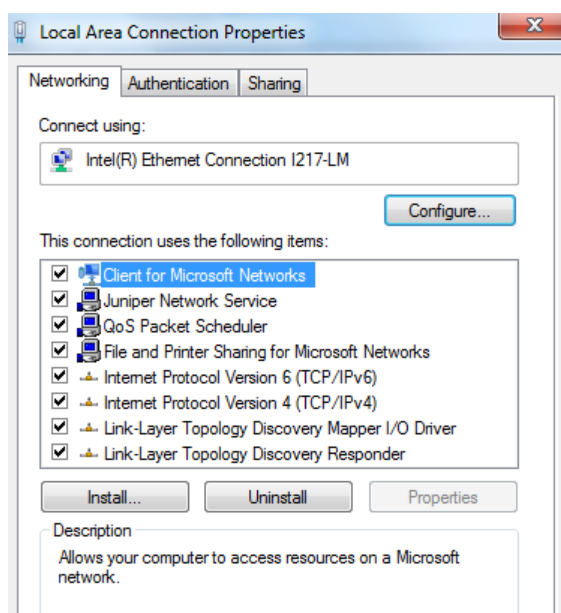 Local Area Connection Properties
Networking Authentication Sharing
Connect using:
Intel(R) Ethernet Connection I217-LM
Configure...
This connection uses the following items:
Client for Microsoft Networks
Juniper Network Service
QoS Packet Scheduler
File and Printer Sharing for Microsoft Networks
Internet Protocol Version 6 (TCP/IPv6)
Internet Protocol Version 4 (TCP/IPv4)
Link-Layer Topology Discovery Mapper I/O Driver
Link-Layer Topology Discovery Responder
Install... Uninstall Properties
Description
Allows your computer to access resources on a Microsoft
network.